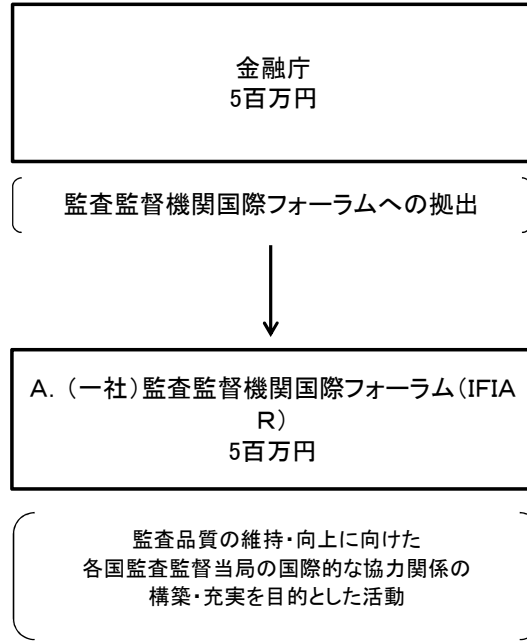 金融庁
5百万円
監査監督機関国際フォーラムへの拠出
A. (一社)監査監督機関国際フォーラム(IFIA
R)
5百万円
監査品質の維持・向上に向けた
各国監査監督当局の国際的な協力関係の
構築・充実を目的とした活動